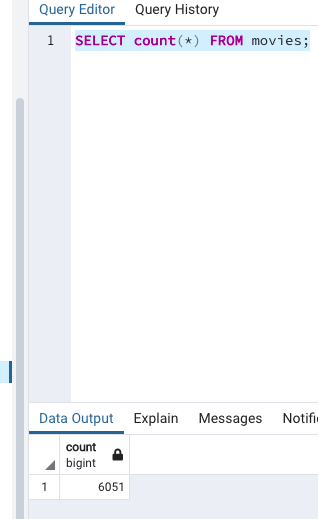 Query Editor Query History
1 SELECT count(*) FROM movies;
Data Output Explain Messages Notifi
count
bigint
1 6051